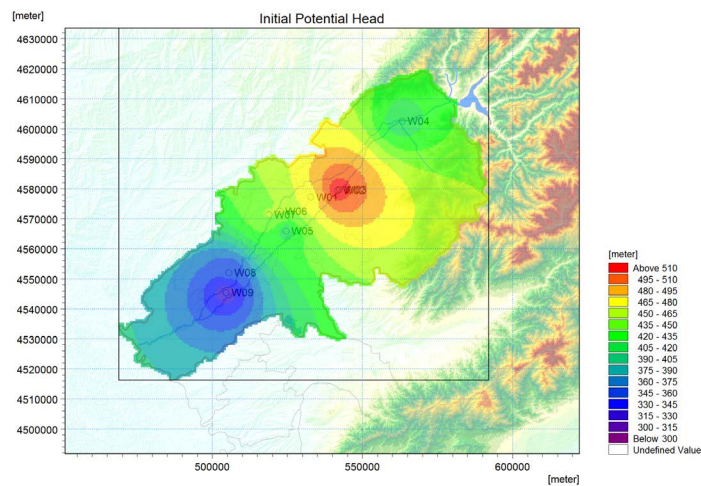 Initial Potential Head
[meter]
4630000
4620000
4610000
4600000
4590000
4580000
4570000
4560000
4550000
4540000
4530000
4520000
4510000
4500000
W04
W01
W06
W07
W05
W08
W09
500000
550000
600000
[meter]
[meter]
Above 510
495 - 510
480 - 495
465 - 480
450 - 465
435 - 450
420 - 435
405 - 420
390 - 405
375 - 390
360 - 375
345 - 360
330 - 345
315 - 330
300 - 315
Below 300
Undefined Value